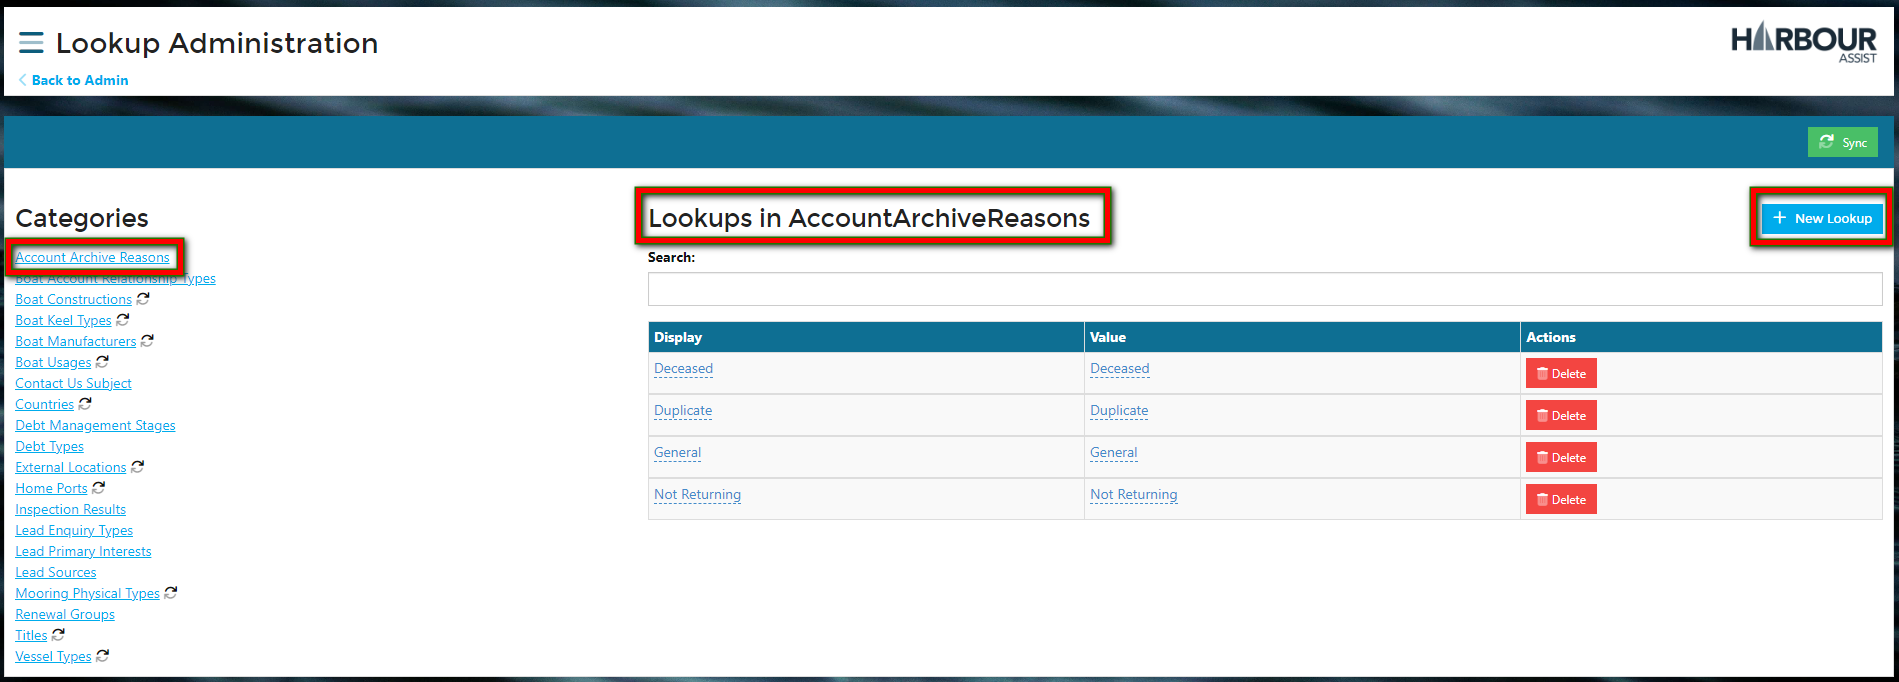 Lookup Administration
HARBOUR
ASSIST
Back to Admin
Sync
Categories
Account Archive Reasons
Boat Account Relationship Types
Boat Constructions
Boat Keel Types
Boat Manufacturers
Boat Usages
Contact Us Subject
Countries
Debt Management Stages
Debt Types
External Locations
Home Ports
Inspection Results
Lead Enquiry Types
Lead Primary Interests
Lead Sources
Mooring Physical Types
Renewal Groups
Titles
Vessel Types
Lookups in AccountArchiveReasons
New Lookup
Search:
Display Value Actions
Deceased Deceased Delete
Duplicate Duplicate Delete
General General Delete
Not Returning Not Returning Delete